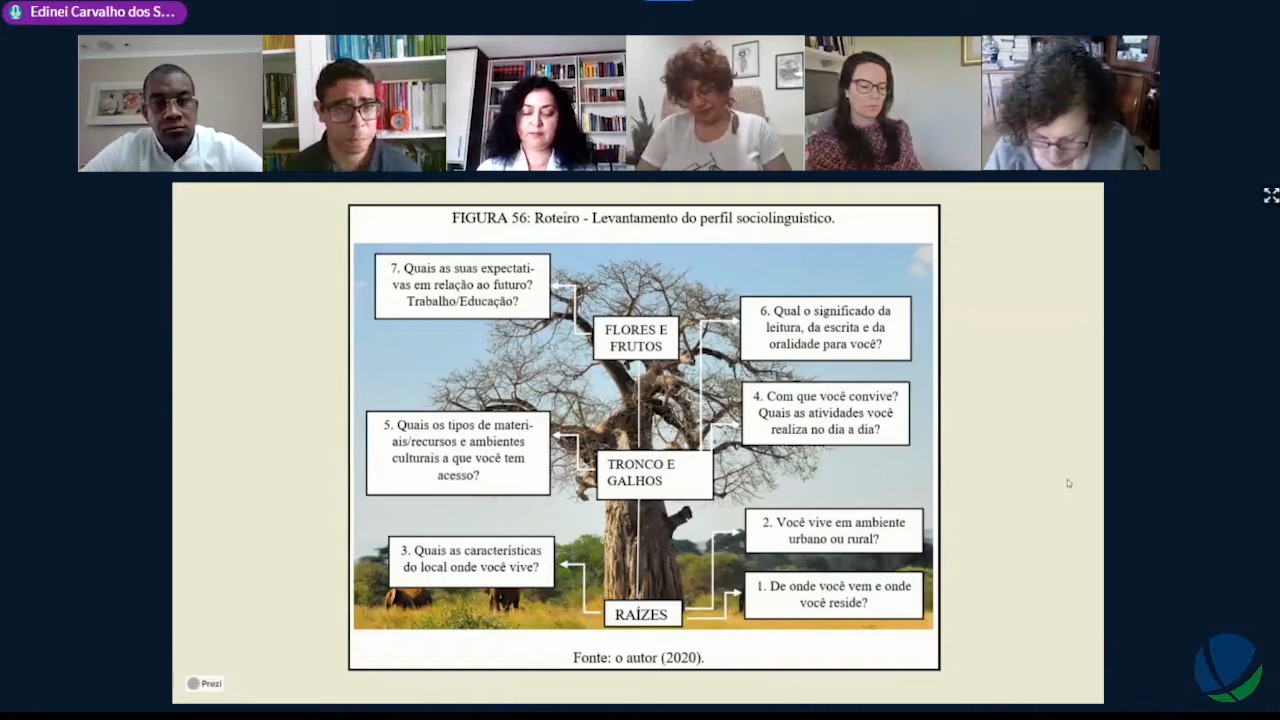 Edinei Carvalho dos S...
FIGURA 56: Roteiro - Levantamento do perfil sociolinguístico.
7. Quais as suas expectati-
vas em relação ao futuro?
Trabalho/Educação?
FLORES E
FRUTOS
6. Qual o significado da
leitura, da escrita e da
oralidade para você?
4. Com que você convive?
Quais as atividades você
realiza no dia a dia?
5. Quais os tipos de materi-
ais/recursos e ambientes
culturais a que você tem
acesso?
TRONCO E
GALHOS
2. Você vive em ambiente
urbano ou rural?
3. Quais as características
do local onde você vive?
1. De onde você vem e onde
você reside?
RAÍZES
Fonte: o autor (2020).
Prezi